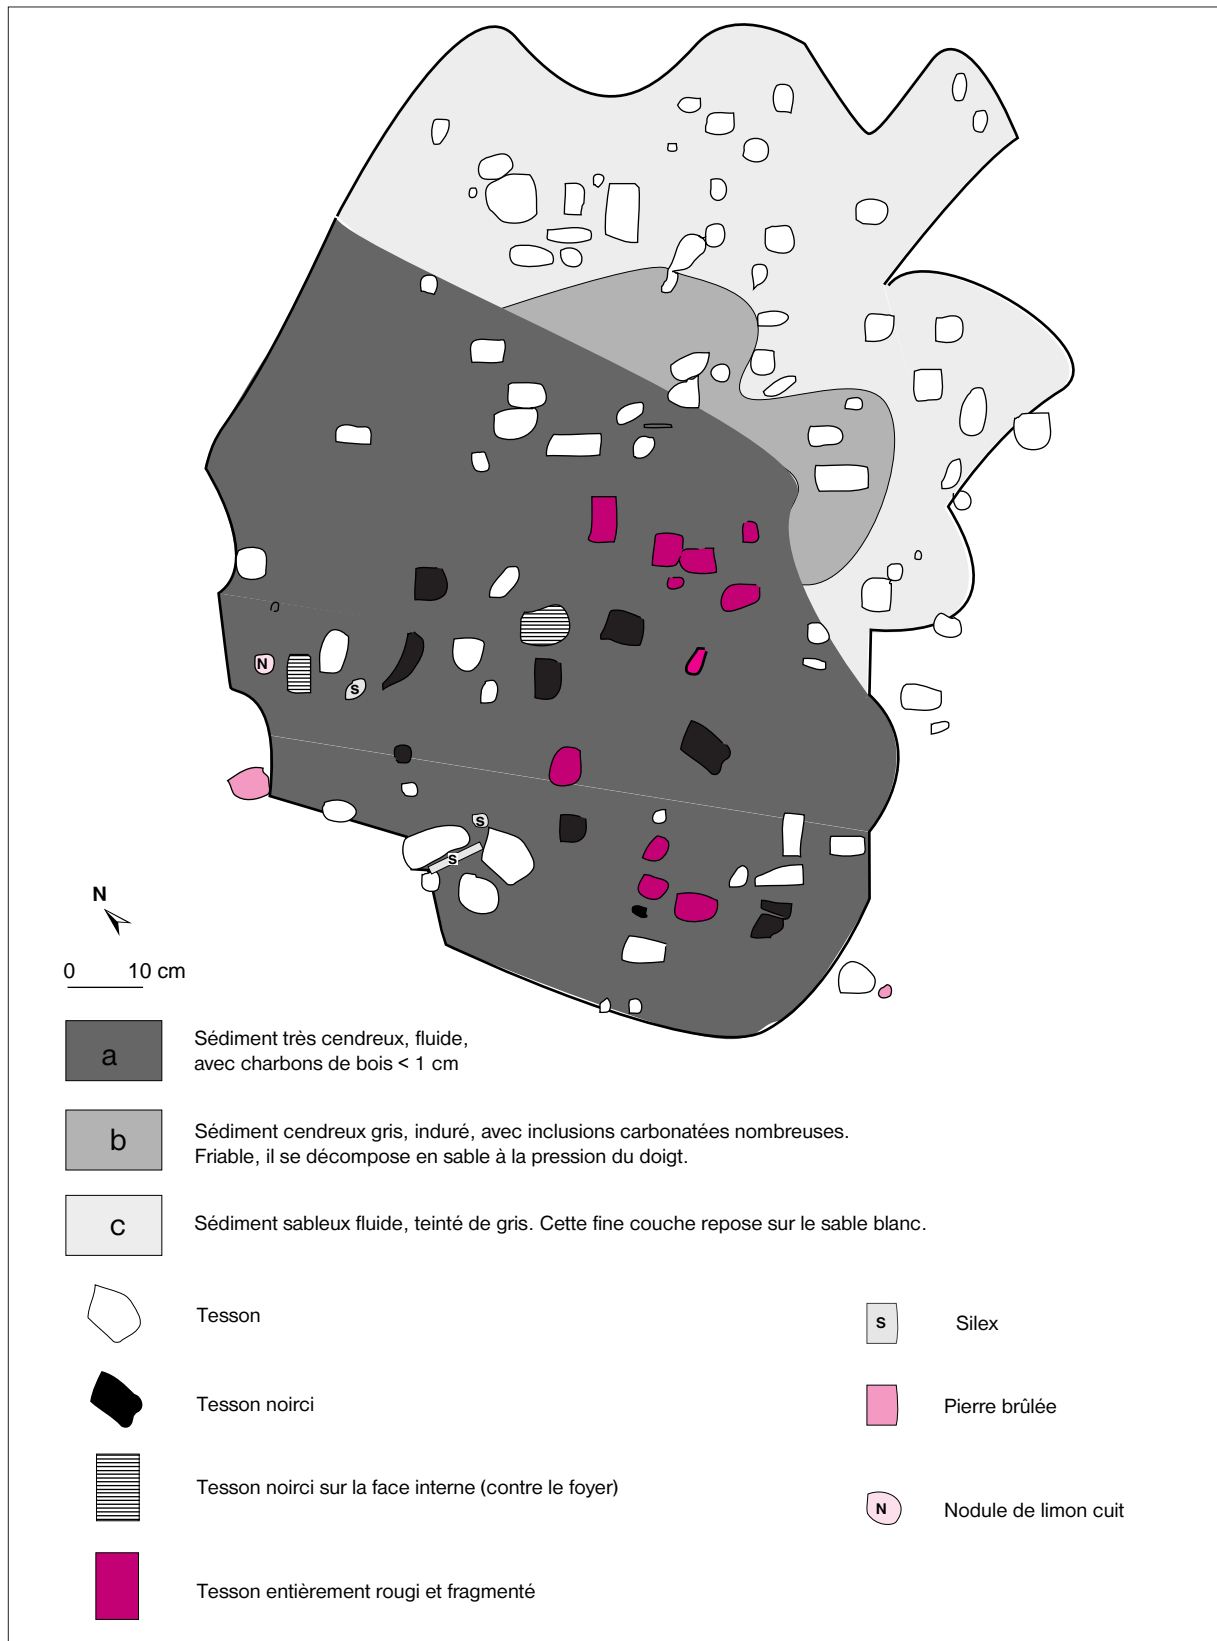 N
S
S
S
N
0 10 cm
a
Sédiment très cendreux, fluide,
avec charbons de bois < 1 cm
b
Sédiment cendreux gris, induré, avec inclusions carbonatées nombreuses.
Friable, il se décompose en sable à la pression du doigt.
c
Sédiment sableux fluide, teinté de gris. Cette fine couche repose sur le sable blanc.
Tesson
S
Silex
Tesson noirci
Pierre brûlée
Tesson noirci sur la face interne (contre le foyer)
N
Nodule de limon cuit
Tesson entièrement rougi et fragmenté